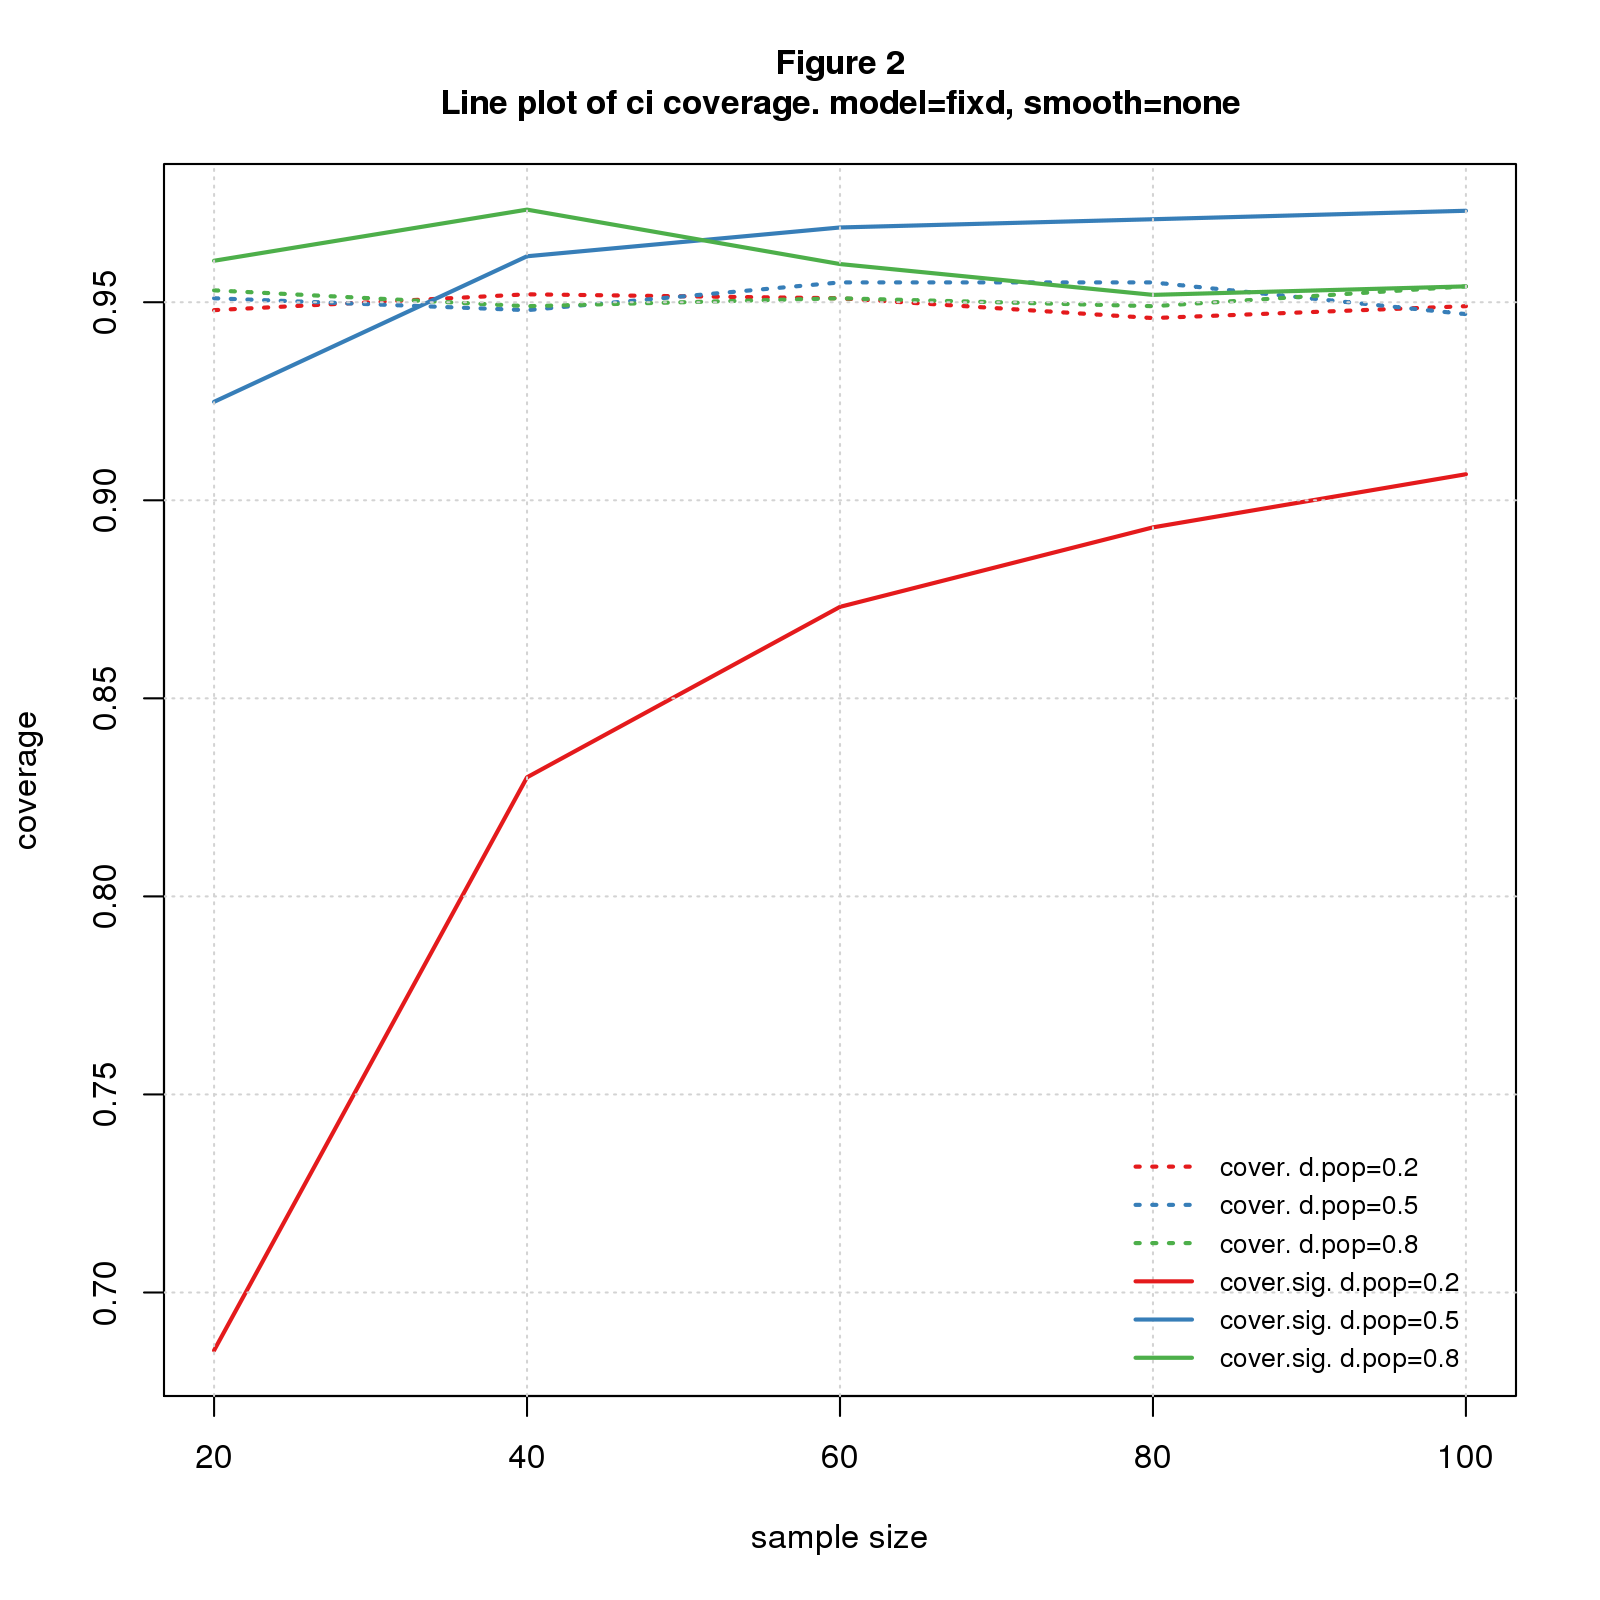 Figure 2
Line plot of ci coverage. model=fixd, smooth=none
coverage
0.95
0.90
0.85
0.80
0.75
0.70
cover. d.pop=0.2
cover. d.pop=0.5
cover. d.pop=0.8
cover.sig. d.pop=0.2
cover.sig. d.pop=0.5
cover.sig. d.pop=0.8
20 40 60 80 100
sample size